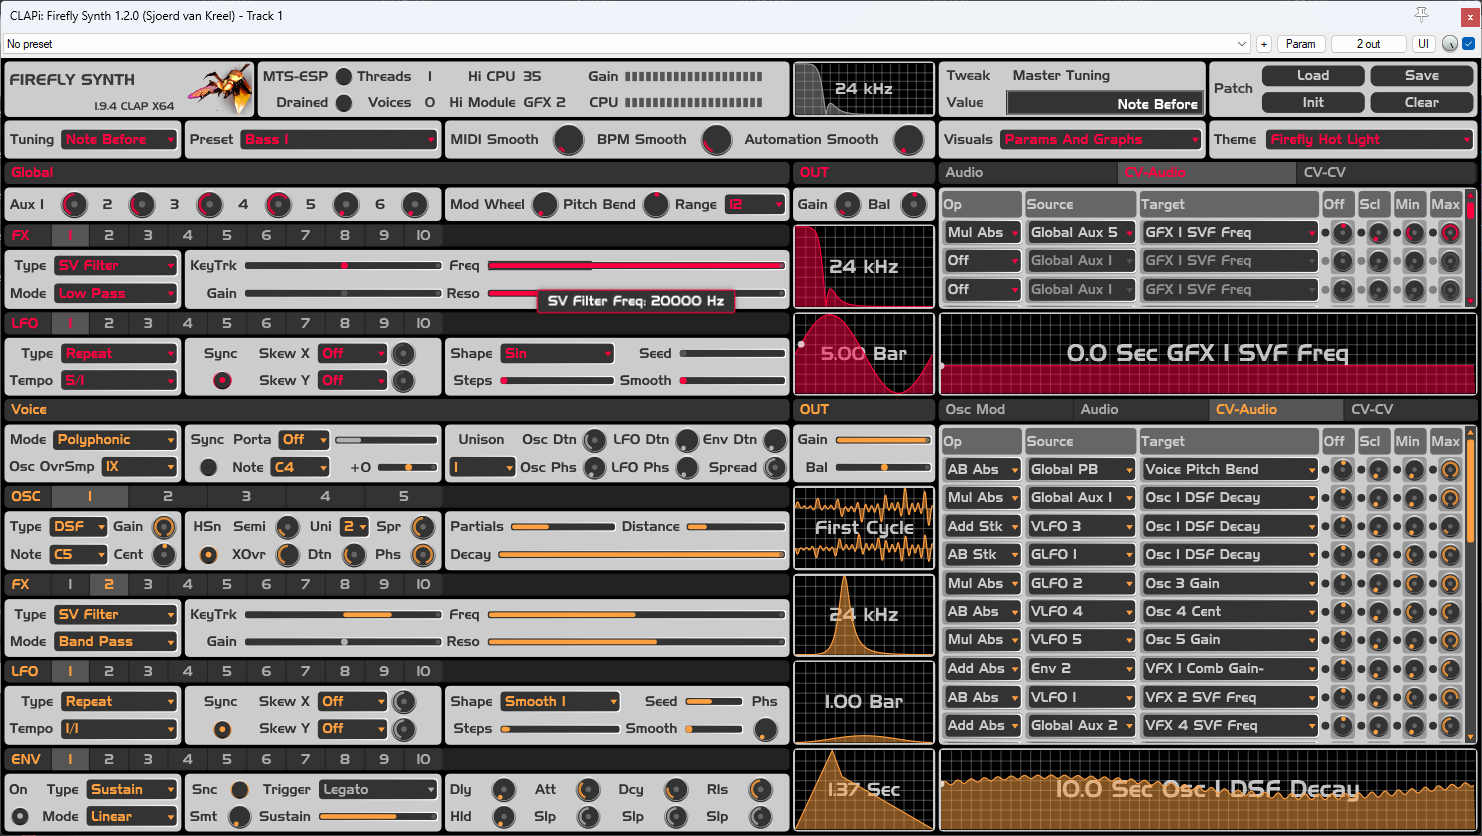 CLAPi: Firefly Synth 1.2.0 (Sjoerd van Kreel) - Track 1
No preset + Param 2 out UI
FIREFLY SYNTH
1.9.4 CLAP X64
MTS-ESP Threads 1 Hi CPU 35 Gain
Drained Voices 0 Hi Module GFX 2 CPU
24 kHz
Tweak Master Tuning
Value Note Before
Patch Load Save
Init Clear
Tuning Note Before Preset Bass 1 MIDI Smooth BPM Smooth Automation Smooth Visuals Params And Graphs Theme Firefly Hot Light
Global OUT Audio CV-Audio CV-CV
Aux 1 2 3 4 5 6 Mod Wheel Pitch Bend Range 12 Gain Bal
Op Source Target Off Scl Min Max
FX 1 2 3 4 5 6 7 8 9 10
Mul Abs Global Aux 5 GFX 1 SVF Freq
Type SV Filter KeyTrk Freq 24 kHz
Off Global Aux 1 GFX 1 SVF Freq
Mode Low Pass Gain Reso
SV Filter Freq: 20000 Hz
Off Global Aux 1 GFX 1 SVF Freq
LFO 1 2 3 4 5 6 7 8 9 10
Type Repeat Sync Skew X Off Shape Sin Seed 5.00 Bar 0.0 Sec GFX 1 SVF Freq
Tempo 5/1 Skew Y Off Steps Smooth
Voice OUT Osc Mod Audio CV-Audio CV-CV
Mode Polyphonic Sync Porta Off Unison Osc Dtn LFO Dtn Env Dtn Gain
Op Source Target Off Scl Min Max
Osc OvrSmp 1X Note C4 +0 1 Osc Phs LFO Phs Spread Bal
AB Abs Global PB Voice Pitch Bend
OSC 1 2 3 4 5
Mul Abs Global Aux 1 Osc 1 DSF Decay
Type DSF Gain HSn Semi Uni 2 Spr Partials Distance First Cycle
Add Stk VLFO 3 Osc 1 DSF Decay
Note C5 Cent XOvr Dtn Phs Decay
AB Stk GLFO 1 Osc 1 DSF Decay
FX 1 2 3 4 5 6 7 8 9 10
Mul Abs GLFO 2 Osc 3 Gain
Type SV Filter KeyTrk Freq 24 kHz
AB Abs VLFO 4 Osc 4 Cent
Mode Band Pass Gain Reso
Mul Abs VLFO 5 Osc 5 Gain
LFO 1 2 3 4 5 6 7 8 9 10
Add Abs Env 2 VFX 1 Comb Gain-
Type Repeat Sync Skew X Off Shape Smooth 1 Seed Phs 1.00 Bar
AB Abs VLFO 1 VFX 2 SVF Freq
Tempo 1/1 Skew Y Off Steps Smooth
Add Abs Global Aux 2 VFX 4 SVF Freq
ENV 1 2 3 4 5 6 7 8 9 10
On Type Sustain Snc Trigger Legato Dly Att Dcy Rls 1.37 Sec 10.0 Sec Osc 1 DSF Decay
Mode Linear Smt Sustain Hld Slp Slp Slp